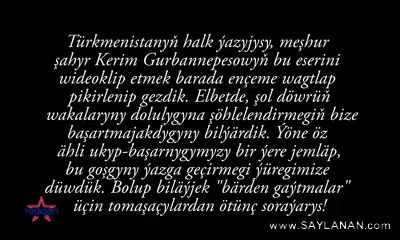 Türkmenistanyň halk ýazyjysy, meşhur
şahyr Kerim Gurbannepesowyň bu eserini
wideoklip etmek barada ençeme wagtlap
pikirlenip gezdik. Elbetde, şol döwrüň
wakalaryny dolulygyna şöhlelendirmegiň bize
başartmajakdygyny bilýärdik. Ýöne öz
ähli ukyp-başarnygymyzy bir ýere jemläp,
bu goşgyny ýazga geçirmegi ýüregimize
düwdük. Bolup biläýjek "bärden gaýtmalar"
üçin tomaşaçylardan ötünç soraýarys!
www.SAYLANAN.com